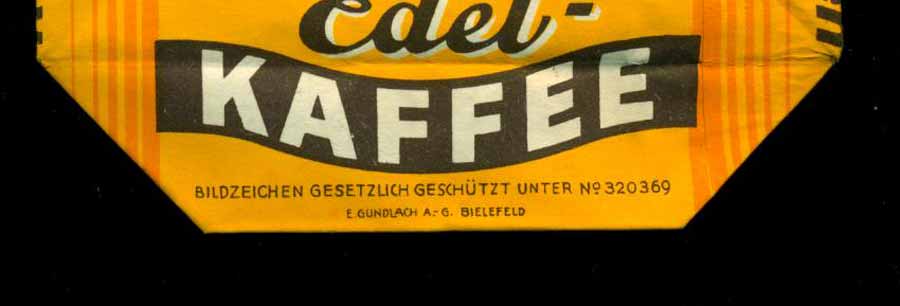 Edel-
KAFFEE
BILDZEICHEN GESETZLICH GESCHÜTZT UNTER № 320369
E. GUNDLACH A.-G. BIELEFELD